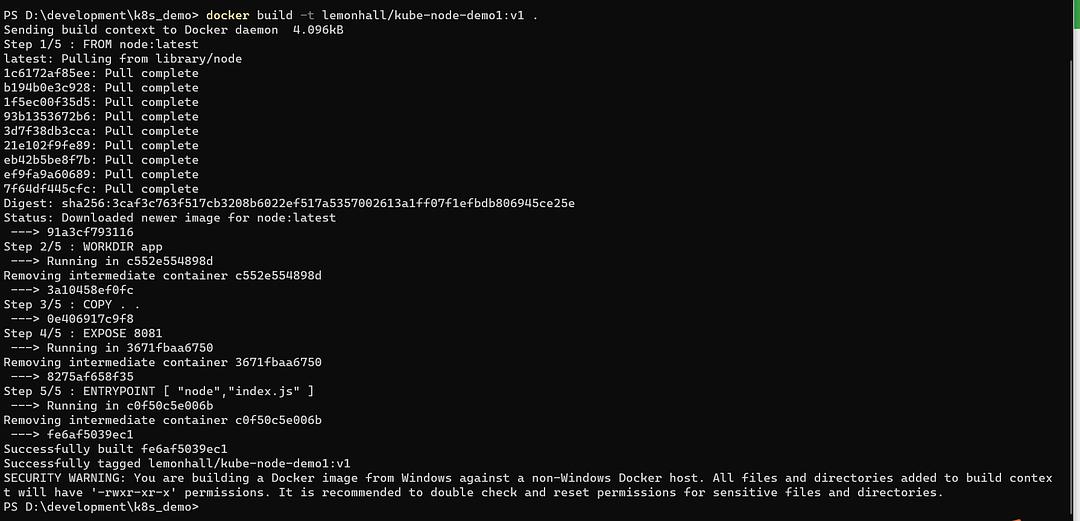 PS D:\development\k8s_demo> docker build -t lemonhall/kube-node-demo1:v1 .
Sending build context to Docker daemon  4.096kB
Step 1/5 : FROM node:latest
latest: Pulling from library/node
1c6172af85ee: Pull complete
b194b0e3c928: Pull complete
1f5ec00f35d5: Pull complete
93b1353672b6: Pull complete
3d7f38db3cca: Pull complete
21e102f9fe89: Pull complete
eb42b5be8f7b: Pull complete
ef9fa9a60689: Pull complete
7f64df445cfc: Pull complete
Digest: sha256:3caf3c763f517cb3208b6022ef517a5357002613a1ff07f1efbdb806945ce25e
Status: Downloaded newer image for node:latest
 ---> 91a3cf793116
Step 2/5 : WORKDIR app
 ---> Running in c552e554898d
Removing intermediate container c552e554898d
 ---> 3a10458ef0fc
Step 3/5 : COPY . .
 ---> 0e406917c9f8
Step 4/5 : EXPOSE 8081
 ---> Running in 3671fbaa6750
Removing intermediate container 3671fbaa6750
 ---> 8275af658f35
Step 5/5 : ENTRYPOINT [ "node","index.js" ]
 ---> Running in c0f50c5e006b
Removing intermediate container c0f50c5e006b
 ---> fe6af5039ec1
Successfully built fe6af5039ec1
Successfully tagged lemonhall/kube-node-demo1:v1
SECURITY WARNING: You are building a Docker image from Windows against a non-Windows Docker host. All files and directories added to build contex
t will have '-rwxr-xr-x' permissions. It is recommended to double check and reset permissions for sensitive files and directories.
PS D:\development\k8s_demo>